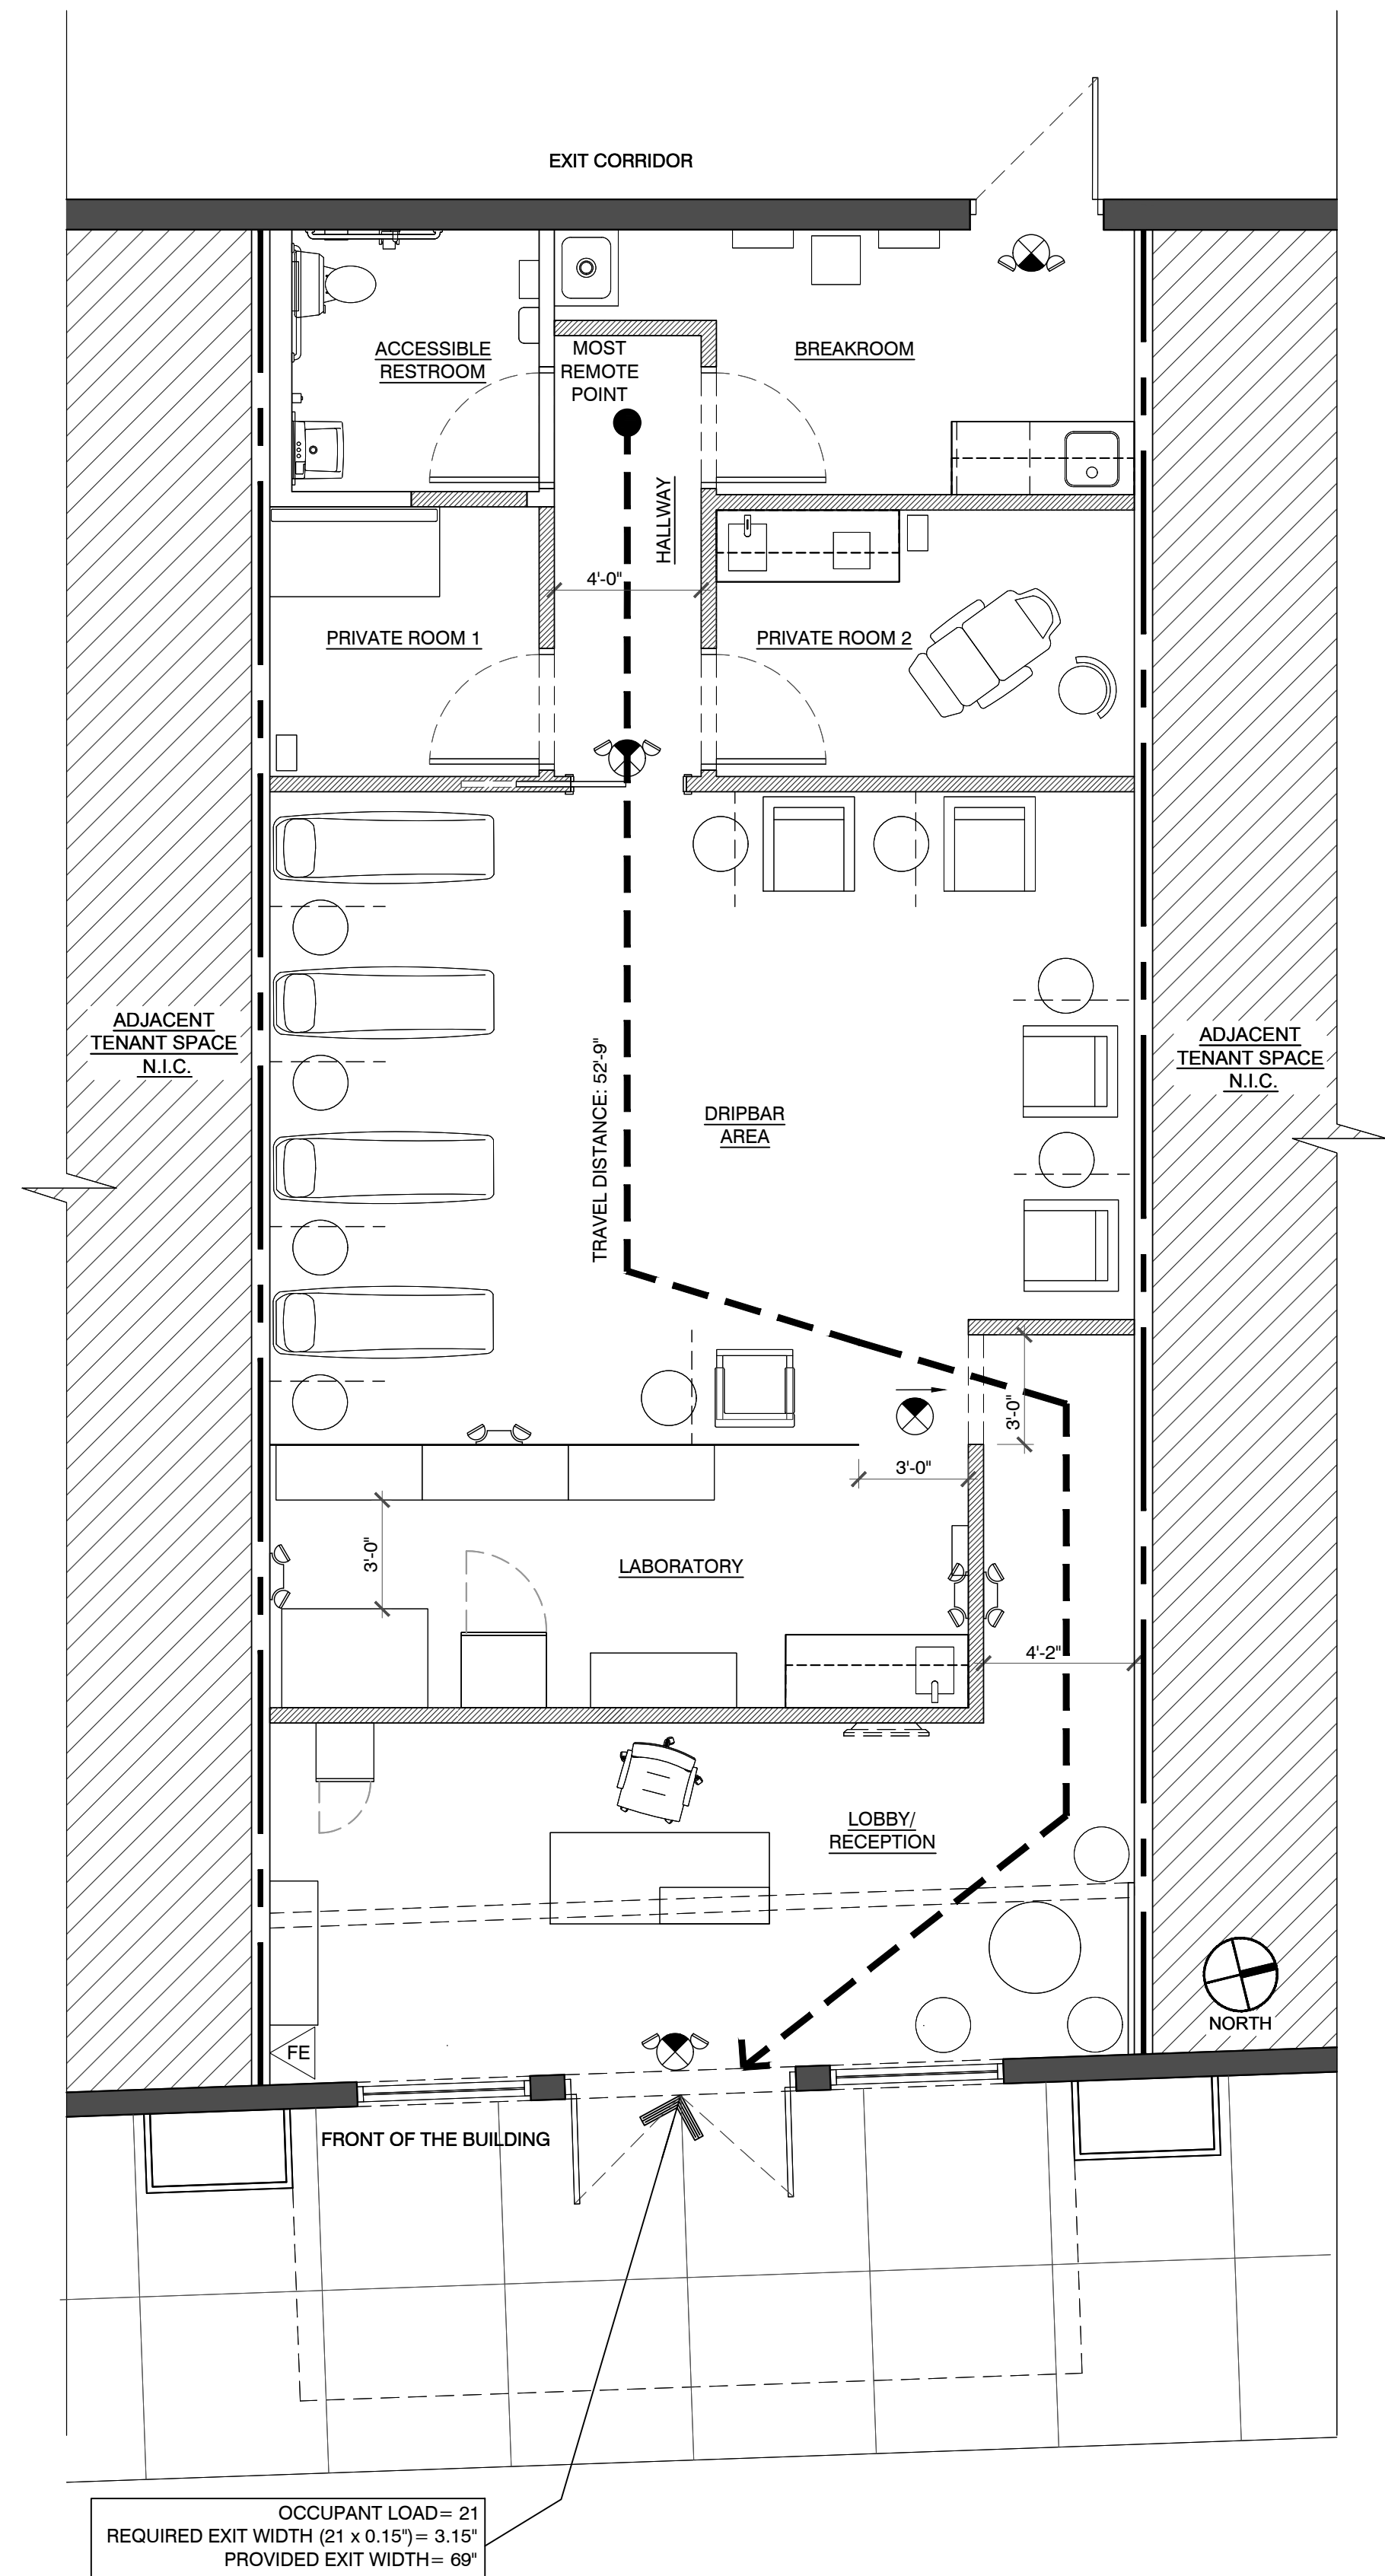 EXIT CORRIDOR
ACCESSIBLE
RESTROOM
MOST
REMOTE
POINT
BREAKROOM
HALLWAY
4'-0"
PRIVATE ROOM 1
PRIVATE ROOM 2
ADJACENT
TENANT SPACE
N.I.C.
ADJACENT
TENANT SPACE
N.I.C.
TRAVEL DISTANCE: 52'-9"
DRIPBAR
AREA
3'-0"
3'-0"
3'-0"
LABORATORY
4'-2"
LOBBY/
RECEPTION
NORTH
FE
FRONT OF THE BUILDING
OCCUPANT LOAD= 21
REQUIRED EXIT WIDTH (21 x 0.15")= 3.15"
PROVIDED EXIT WIDTH= 69"